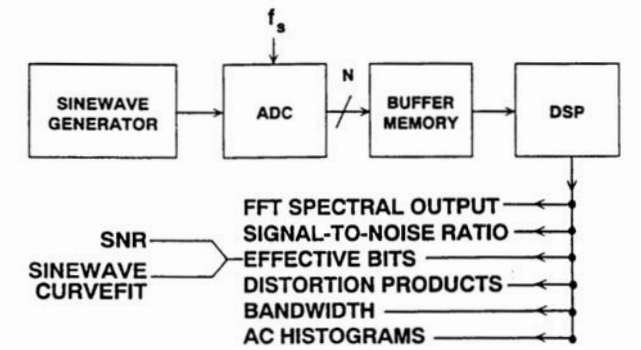 fs
N
SINEWAVE
GENERATOR
ADC
BUFFER
MEMORY
DSP
FFT SPECTRAL OUTPUT
SIGNAL-TO-NOISE RATIO
SNR
EFFECTIVE BITS
SINEWAVE
CURVEFIT
DISTORTION PRODUCTS
BANDWIDTH
AC HISTOGRAMS